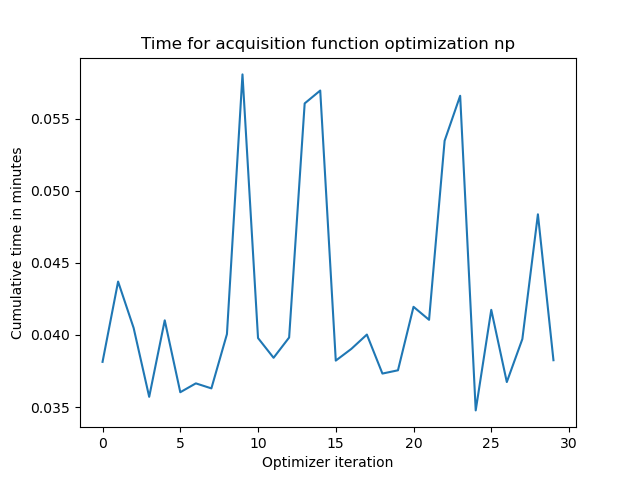 Time for acquisition function optimization np
Cumulative time in minutes
0.055
0.050
0.045
0.040
0.035
0 5 10 15 20 25 30
Optimizer iteration